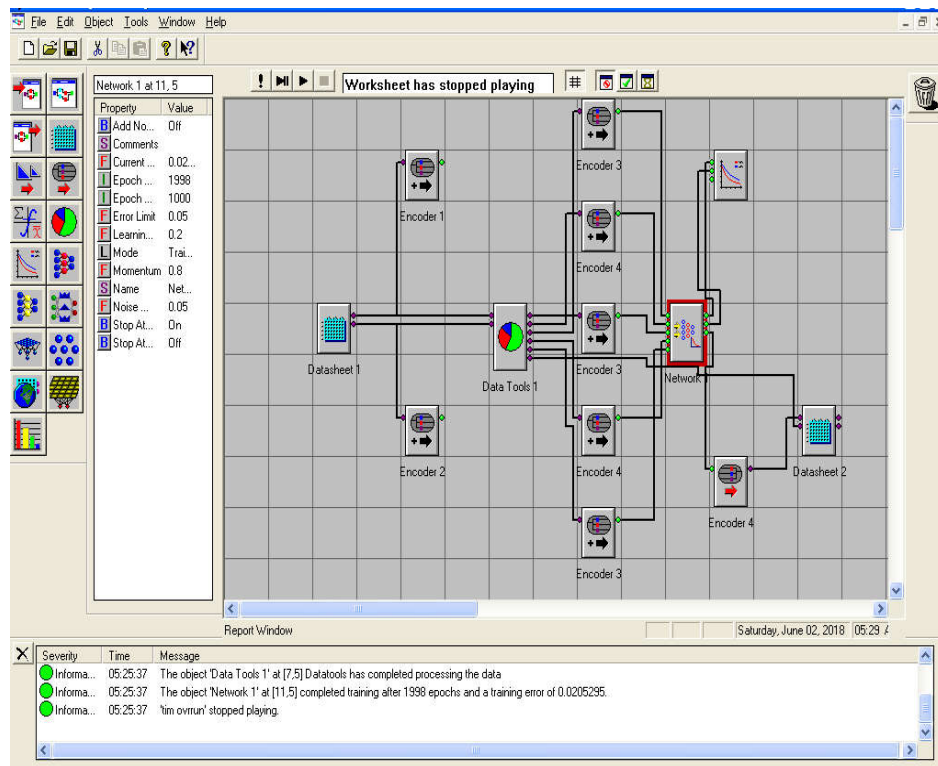 File Edit Object Tools Window Help
Network 1 at 11, 5
Worksheet has stopped playing
Property Value
B Add No... Off
S Comments
F Current ... 0.02...
I Epoch ... 1998
I Epoch ... 1000
F Error Limit 0.05
F Learnin... 0.2
L Mode Trai...
F Momentum 0.8
S Name Net...
F Noise ... 0.05
B Stop At... On
B Stop At... Off
Encoder 3
Encoder 1
Encoder 4
Datasheet 1
Data Tools 1
Encoder 3
Network 1
Encoder 2
Encoder 4
Datasheet 2
Encoder 4
Encoder 3
Report Window
Saturday, June 02, 2018 05:29
Severity Time Message
Informa... 05:25:37 The object 'Data Tools 1' at [7,5] Datatools has completed processing the data
Informa... 05:25:37 The object 'Network 1' at [11,5] completed training after 1998 epochs and a training error of 0.0205295.
Informa... 05:25:37 'tim ovrrun' stopped playing.